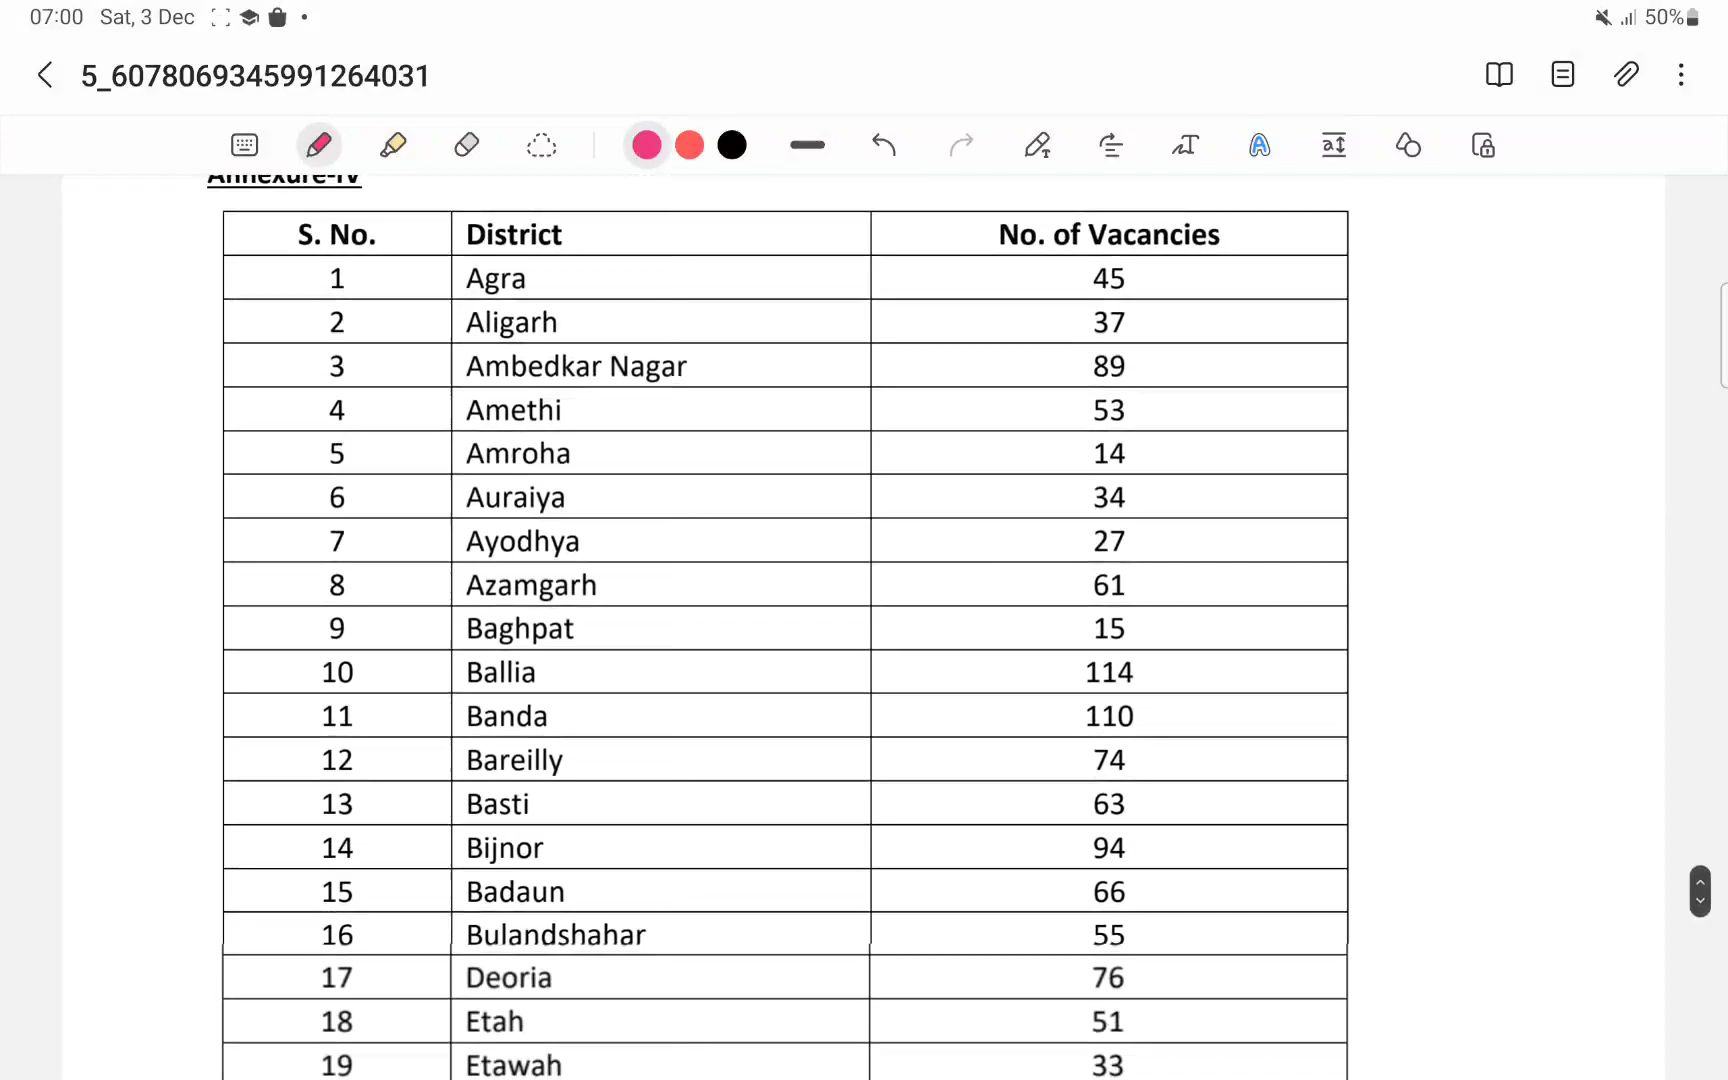 07:00 Sat, 3 Dec
50%
5_6078069345991264031
Annexure-IV
S. No. District No. of Vacancies
1 Agra 45
2 Aligarh 37
3 Ambedkar Nagar 89
4 Amethi 53
5 Amroha 14
6 Auraiya 34
7 Ayodhya 27
8 Azamgarh 61
9 Baghpat 15
10 Ballia 114
11 Banda 110
12 Bareilly 74
13 Basti 63
14 Bijnor 94
15 Badaun 66
16 Bulandshahar 55
17 Deoria 76
18 Etah 51
19 Etawah 33